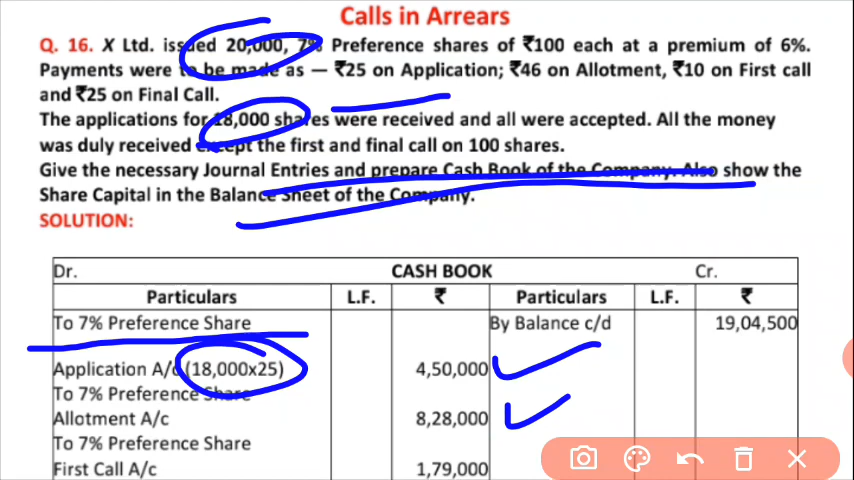 Calls in Arrears
Q. 16. X Ltd. issued 20,000, 7% Preference shares of ₹100 each at a premium of 6%.
Payments were to be made as — ₹25 on Application; ₹46 on Allotment, ₹10 on First call
and ₹25 on Final Call.
The applications for 18,000 shares were received and all were accepted. All the money
was duly received except the first and final call on 100 shares.
Give the necessary Journal Entries and prepare Cash Book of the Company. Also show the
Share Capital in the Balance Sheet of the Company.
SOLUTION:
Dr. CASH BOOK Cr.
Particulars L.F. ₹ Particulars L.F. ₹
To 7% Preference Share By Balance c/d 19,04,500
Application A/c (18,000x25) 4,50,000
To 7% Preference Share
Allotment A/c 8,28,000
To 7% Preference Share
First Call A/c 1,79,000